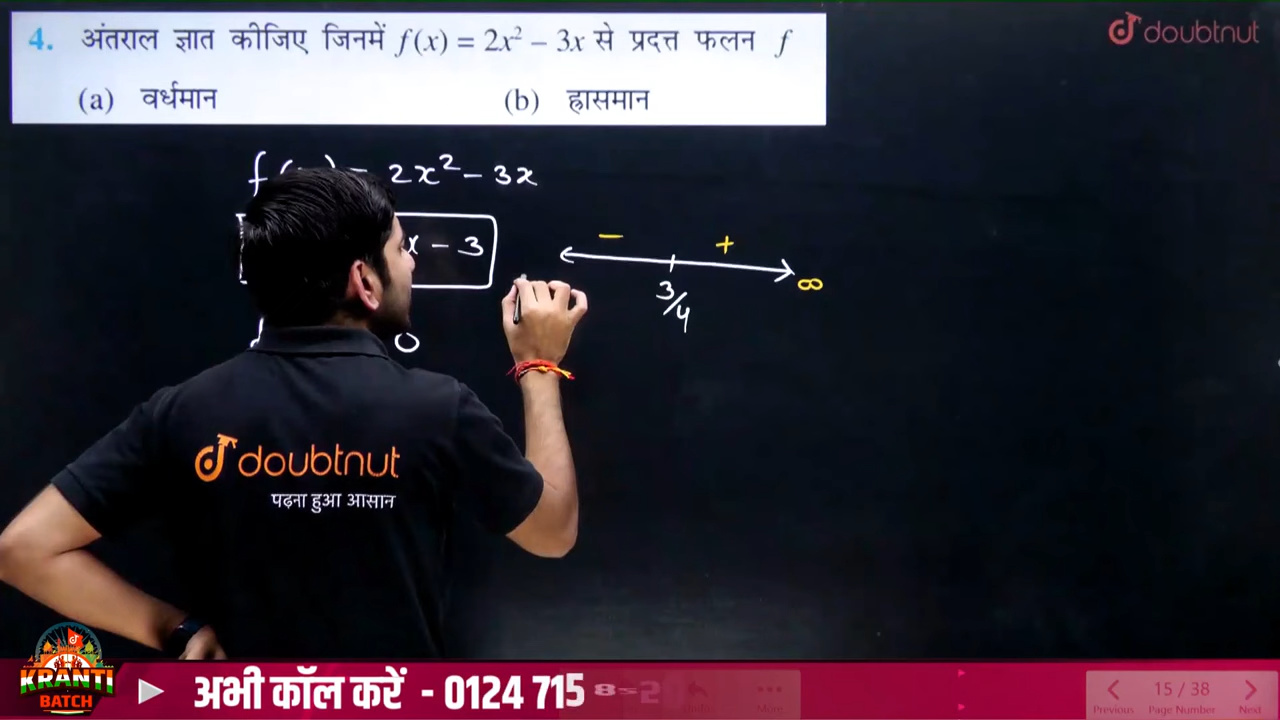 4. अंतराल ज्ञात कीजिए जिनमें f(x) = 2x² – 3x से प्रदत्त फलन f
(a) वर्धमान (b) ह्रासमान
doubtnut
f = 2x² – 3x
x – 3
– +
3/4
∞
0
doubtnut
पढ़ना हुआ आसान
KRANTI
BATCH
अभी कॉल करें - 0124 715
15 / 38
Previous Page Number Next
More